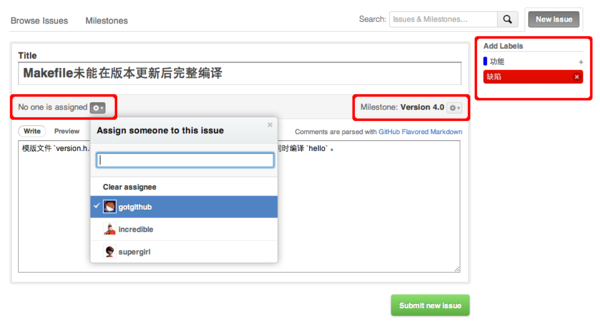 Browse Issues
Milestones
Search:
Issues & Milestones...
New Issue
Title
Makefile未能在版本更新后完整编译
Add Labels
功能
缺陷
No one is assigned
Milestone: Version 4.0
Write
Preview
Comments are parsed with GitHub Flavored Markdown
模版文件 `version.h.
时编译 `hello` 。
Assign someone to this issue
Clear assignee
gotgithub
incredible
supergirl
Submit new issue